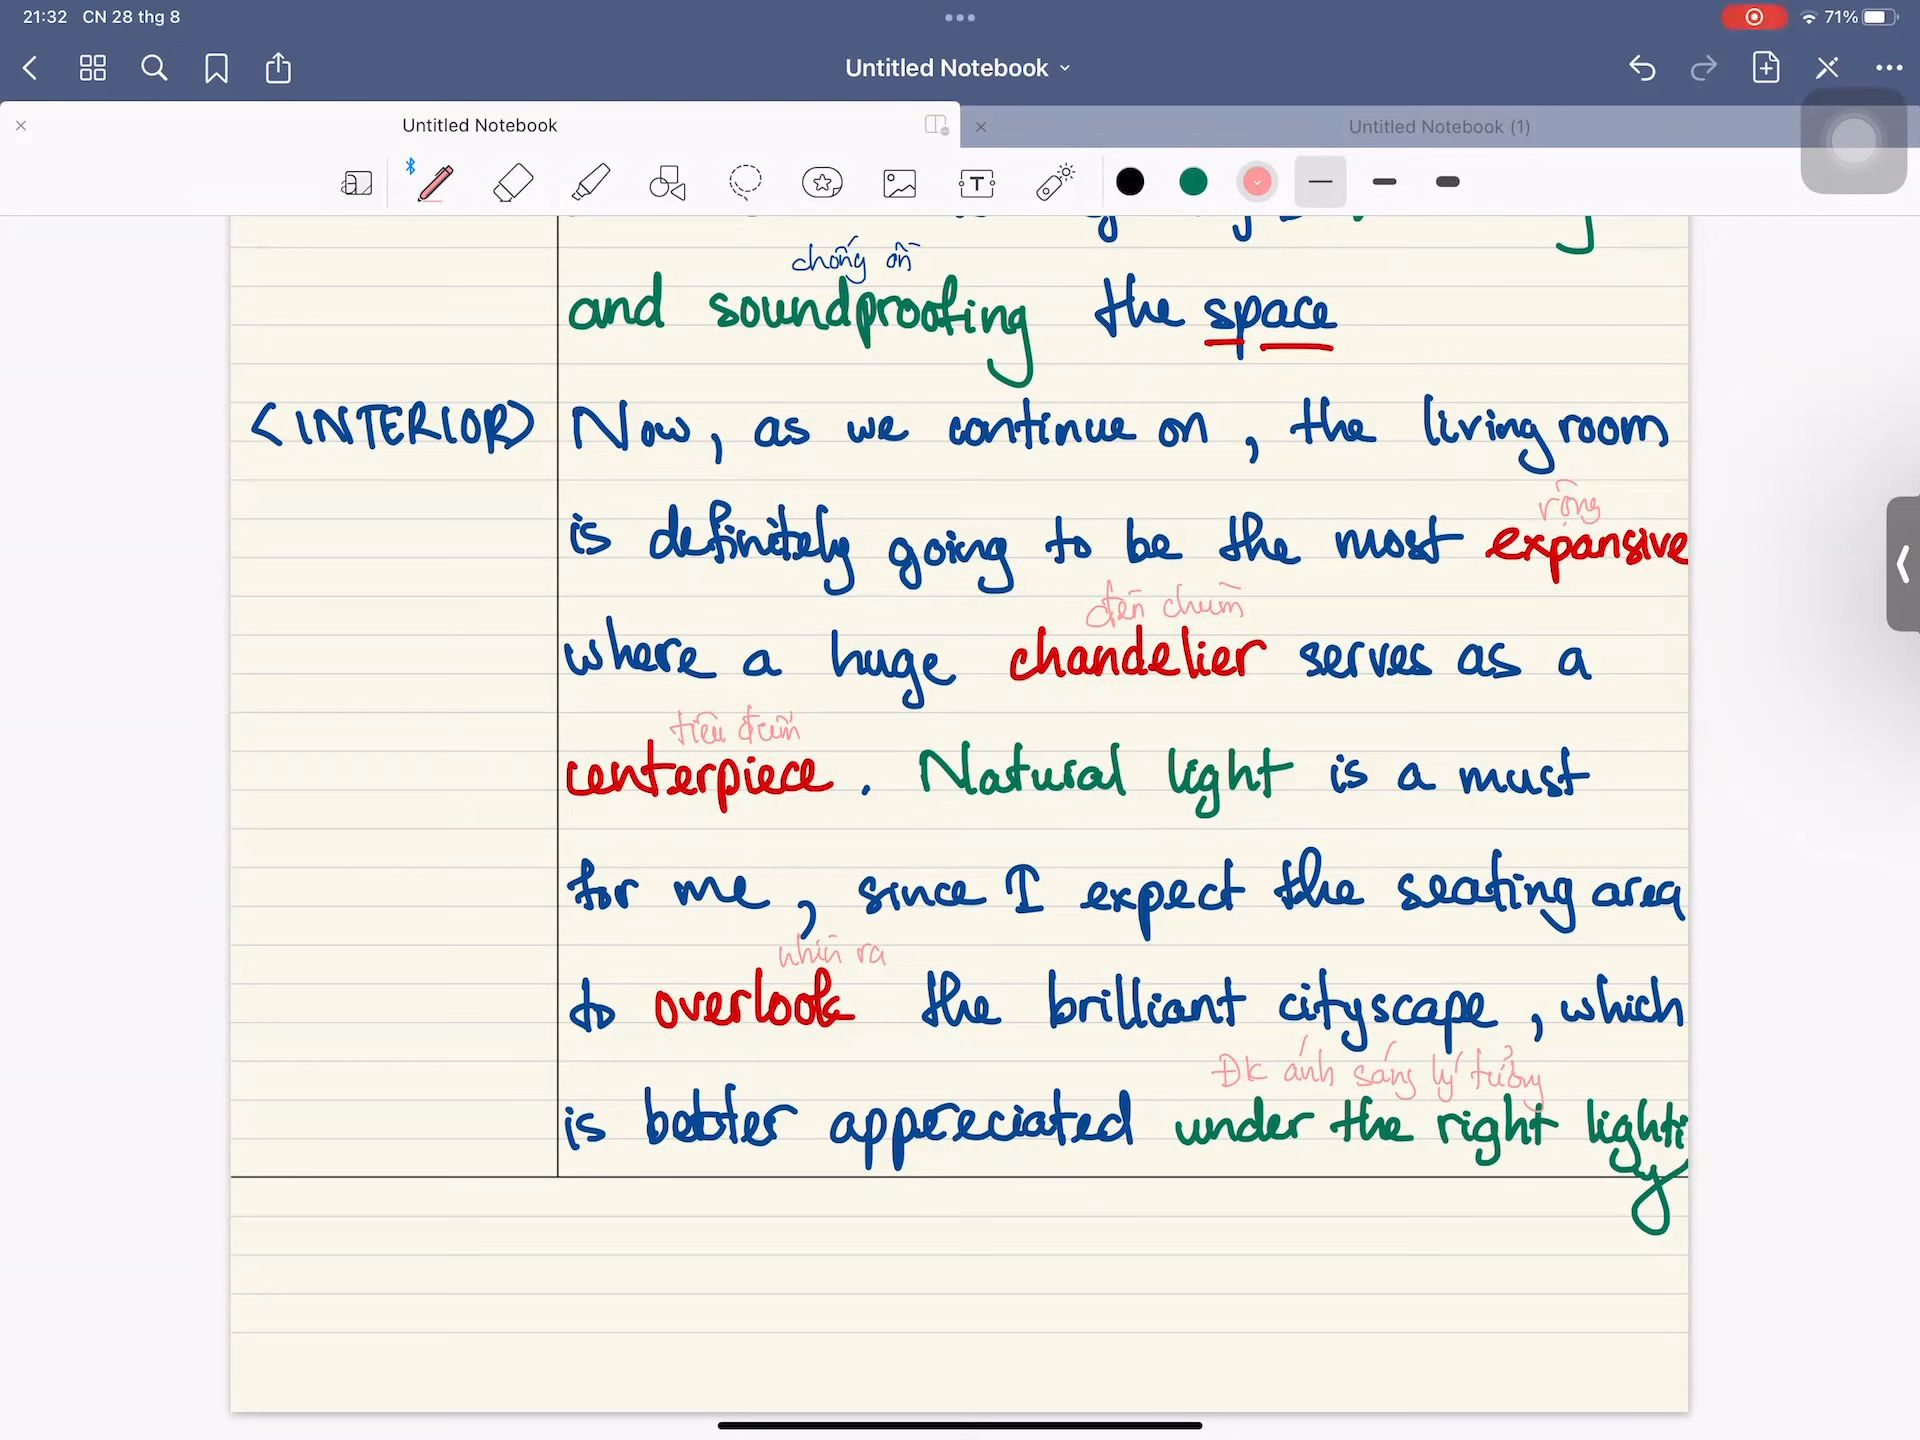 21:32 CN 28 thg 8
71%
Untitled Notebook
Untitled Notebook
Untitled Notebook (1)
chống ồn
and soundproofing the space
<INTERIOR> Now, as we continue on, the living room
rộng
is definitely going to be the most expansive
đèn chùm
where a huge chandelier serves as a
tiêu điểm
centerpiece. Natural light is a must
for me, since I expect the seating area
nhìn ra
to overlook the brilliant cityscape, which
ĐK ánh sáng lý tưởng
is better appreciated under the right lighting